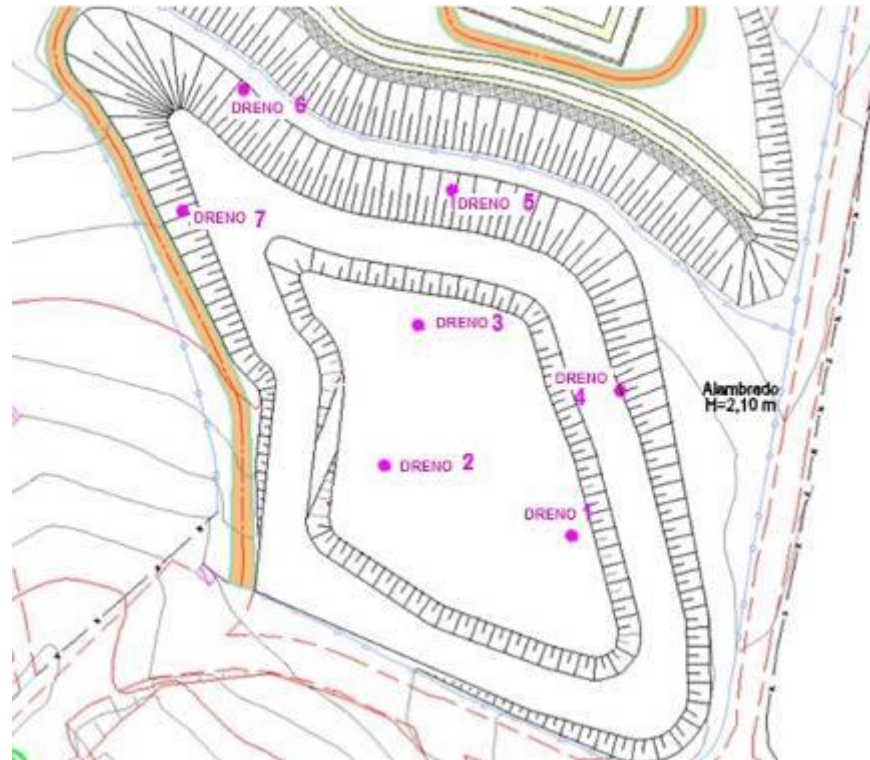 DRENO 6
DRENO 5
DRENO 7
DRENO 3
DRENO
4
Alambrado
H=2,10 m
DRENO 2
DRENO 1